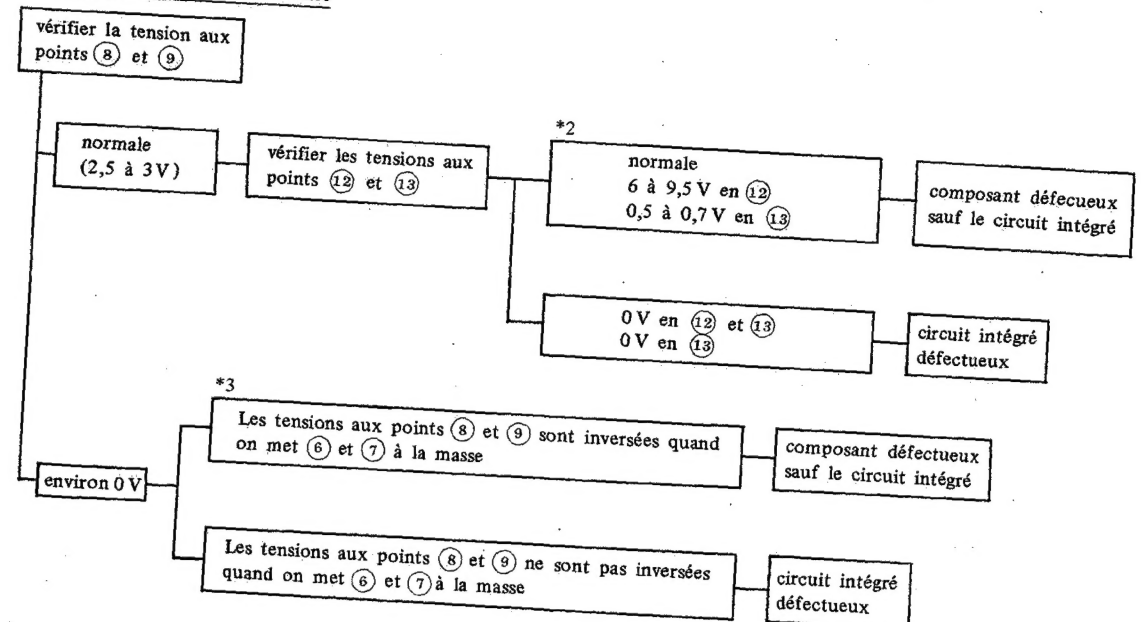 vérifier la tension aux
points ⑧ et ⑨
normale
(2,5 à 3 V)
vérifier les tensions aux
points ⑫ et ⑬
*2
normale
6 à 9,5 V en ⑫
0,5 à 0,7 V en ⑬
composant défecueux
sauf le circuit intégré
0 V en ⑫ et ⑬
0 V en ⑬
circuit intégré
défectueux
environ 0 V
*3
Les tensions aux points ⑧ et ⑨ sont inversées quand
on met ⑥ et ⑦ à la masse
composant défectueux
sauf le circuit intégré
Les tensions aux points ⑧ et ⑨ ne sont pas inversées
quand on met ⑥ et ⑦ à la masse
circuit intégré
défectueux